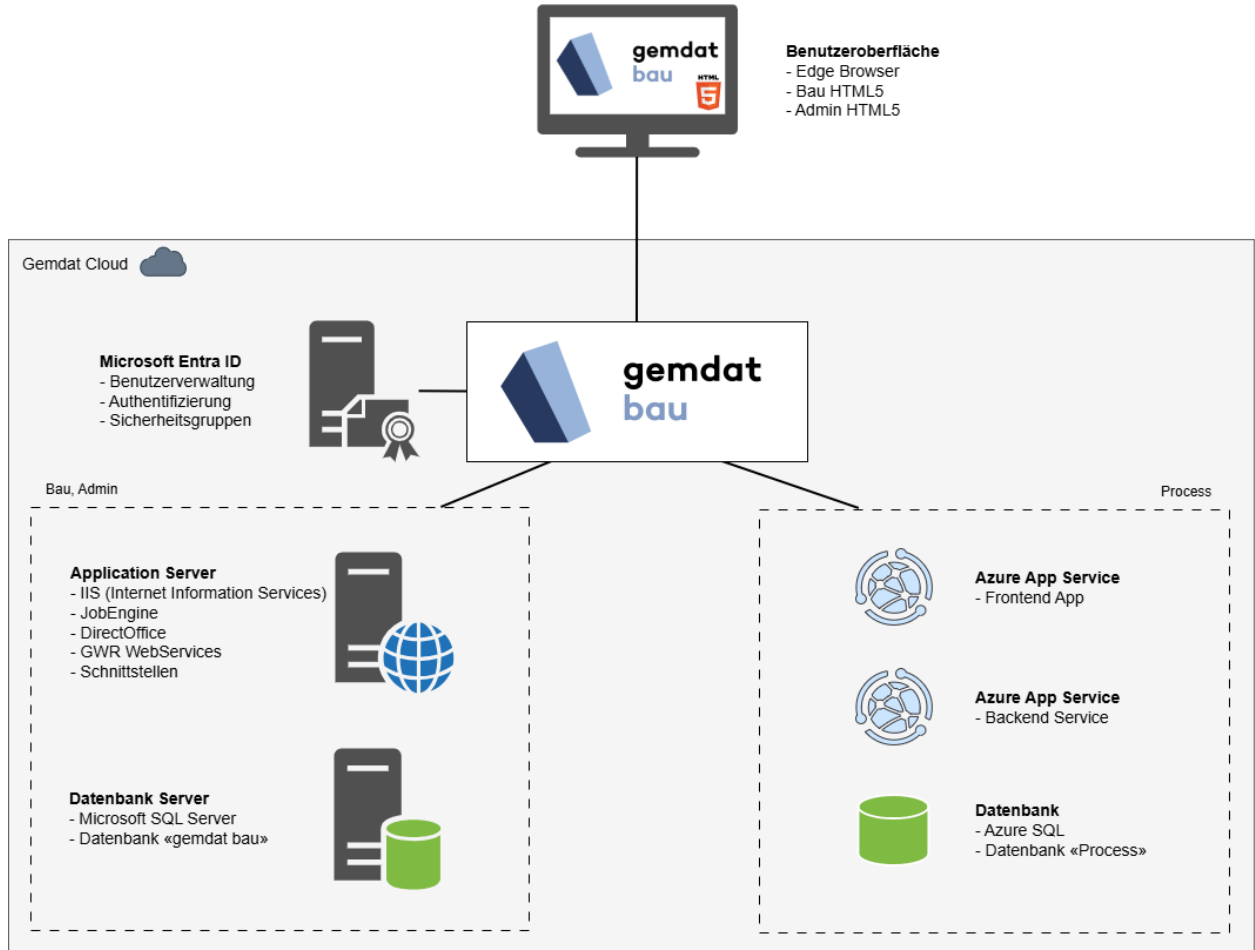 gemdat
bau
HTML
5
Benutzeroberfläche
- Edge Browser
- Bau HTML5
- Admin HTML5
Gemdat Cloud
Microsoft Entra ID
- Benutzerverwaltung
- Authentifizierung
- Sicherheitsgruppen
gemdat
bau
Bau, Admin
Application Server
- IIS (Internet Information Services)
- JobEngine
- DirectOffice
- GWR WebServices
- Schnittstellen
Datenbank Server
- Microsoft SQL Server
- Datenbank «gemdat bau»
Process
Azure App Service
- Frontend App
Azure App Service
- Backend Service
Datenbank
- Azure SQL
- Datenbank «Process»